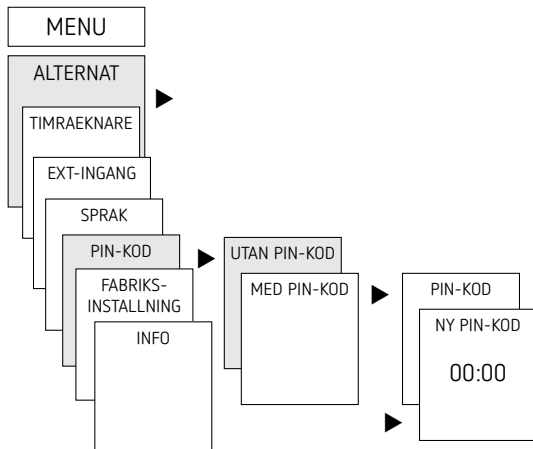 MENU
ALTERNAT
TIMRAEKNARE
EXT-INGANG
SPRAK
PIN-KOD
FABRIKS-
INSTALLNING
INFO
UTAN PIN-KOD
MED PIN-KOD
PIN-KOD
NY PIN-KOD
00:00